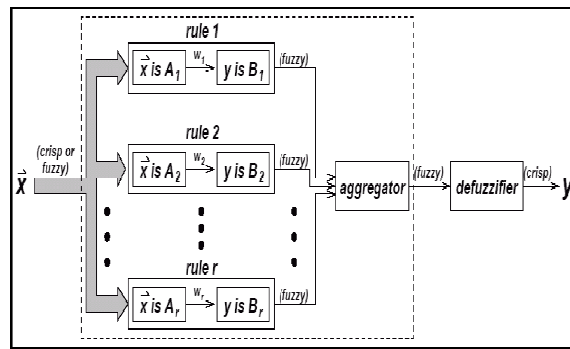 rule 1
x is A1 w1 y is B1 (fuzzy)
rule 2
(crisp or fuzzy)
x is A2 w2 y is B2 (fuzzy)
x
aggregator (fuzzy) defuzzifier (crisp) y
rule r
x is Ar wr y is Br (fuzzy)